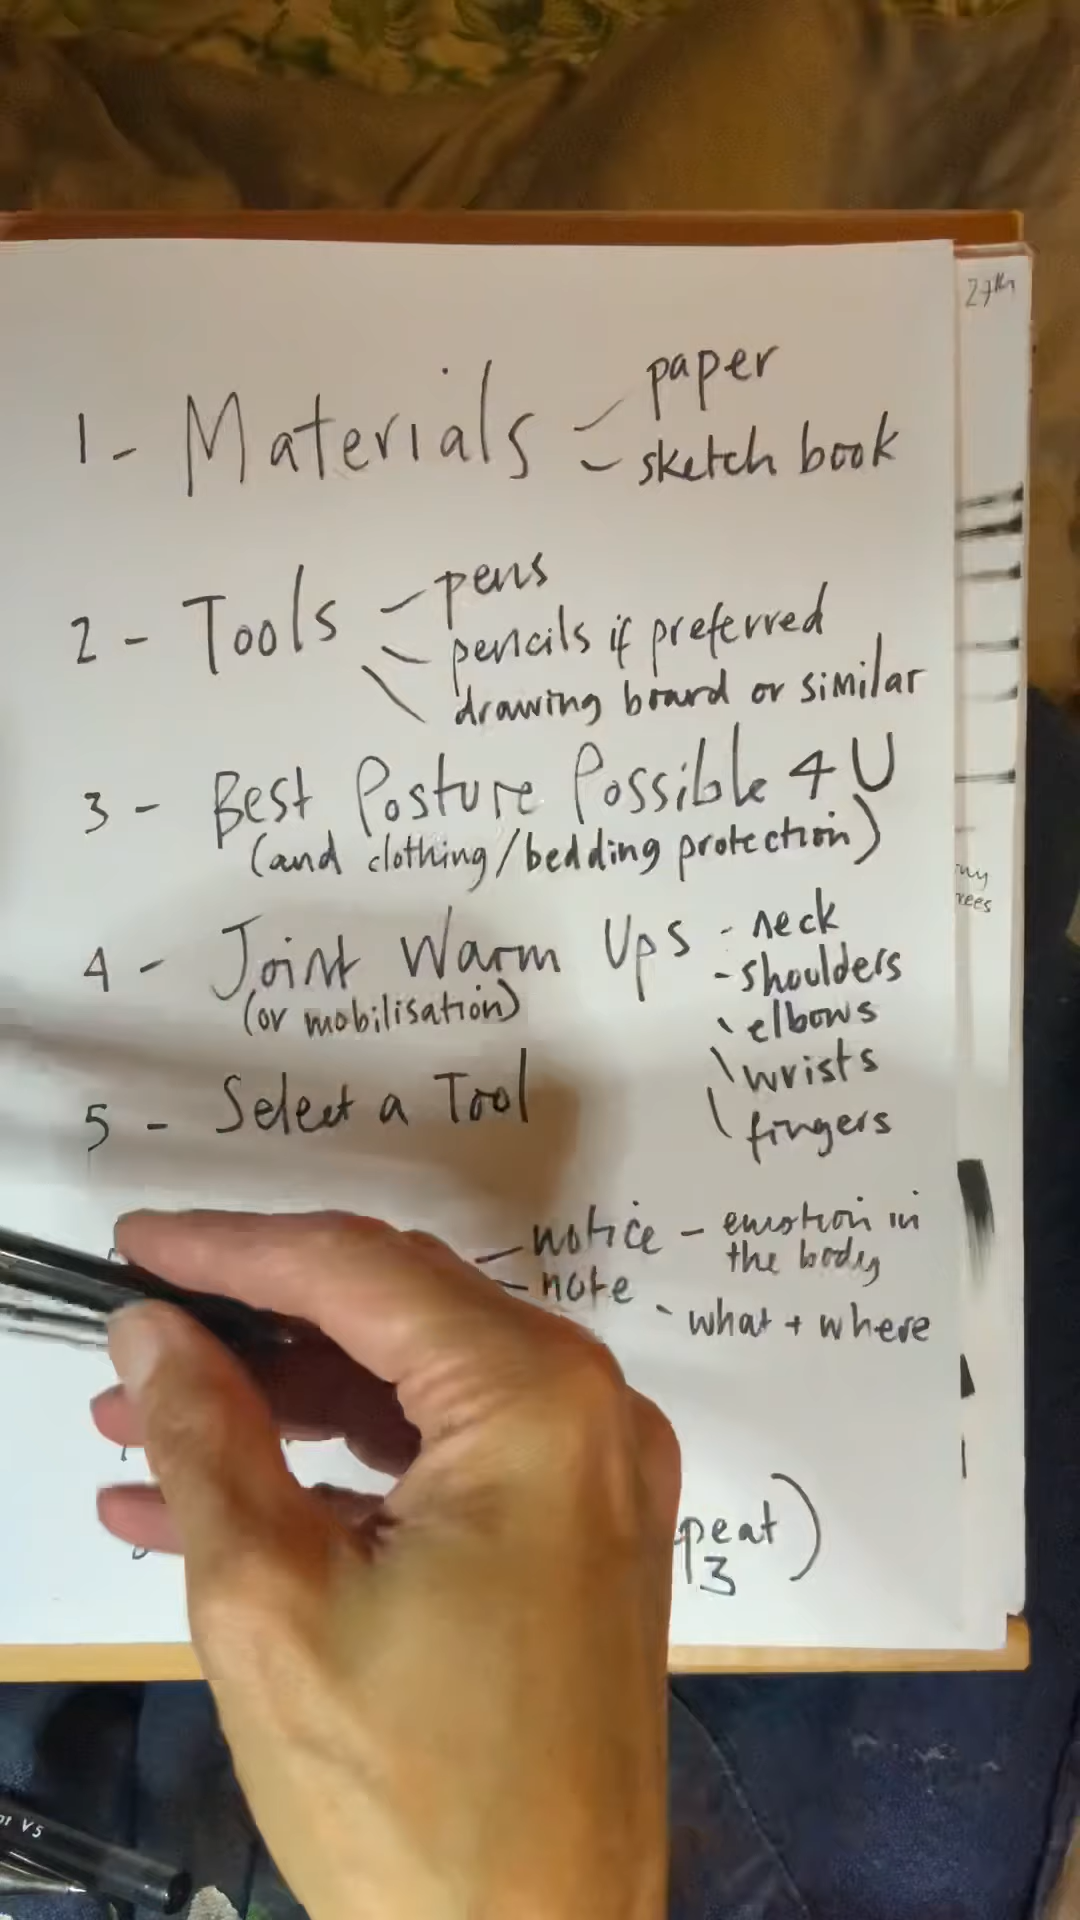 27th
1 - Materials - paper
- sketch book
2 - Tools - pens
- pencils if preferred
\ drawing board or similar
3 - Best Posture Possible 4 U
(and clothing/bedding protection)
4 - Joint Warm Ups - neck
(or mobilisation) - shoulders
\ elbows
\ wrists
\ fingers
5 - Select a Tool
- notice - emotion in
the body
- note
- what + where
peat)
3
V5